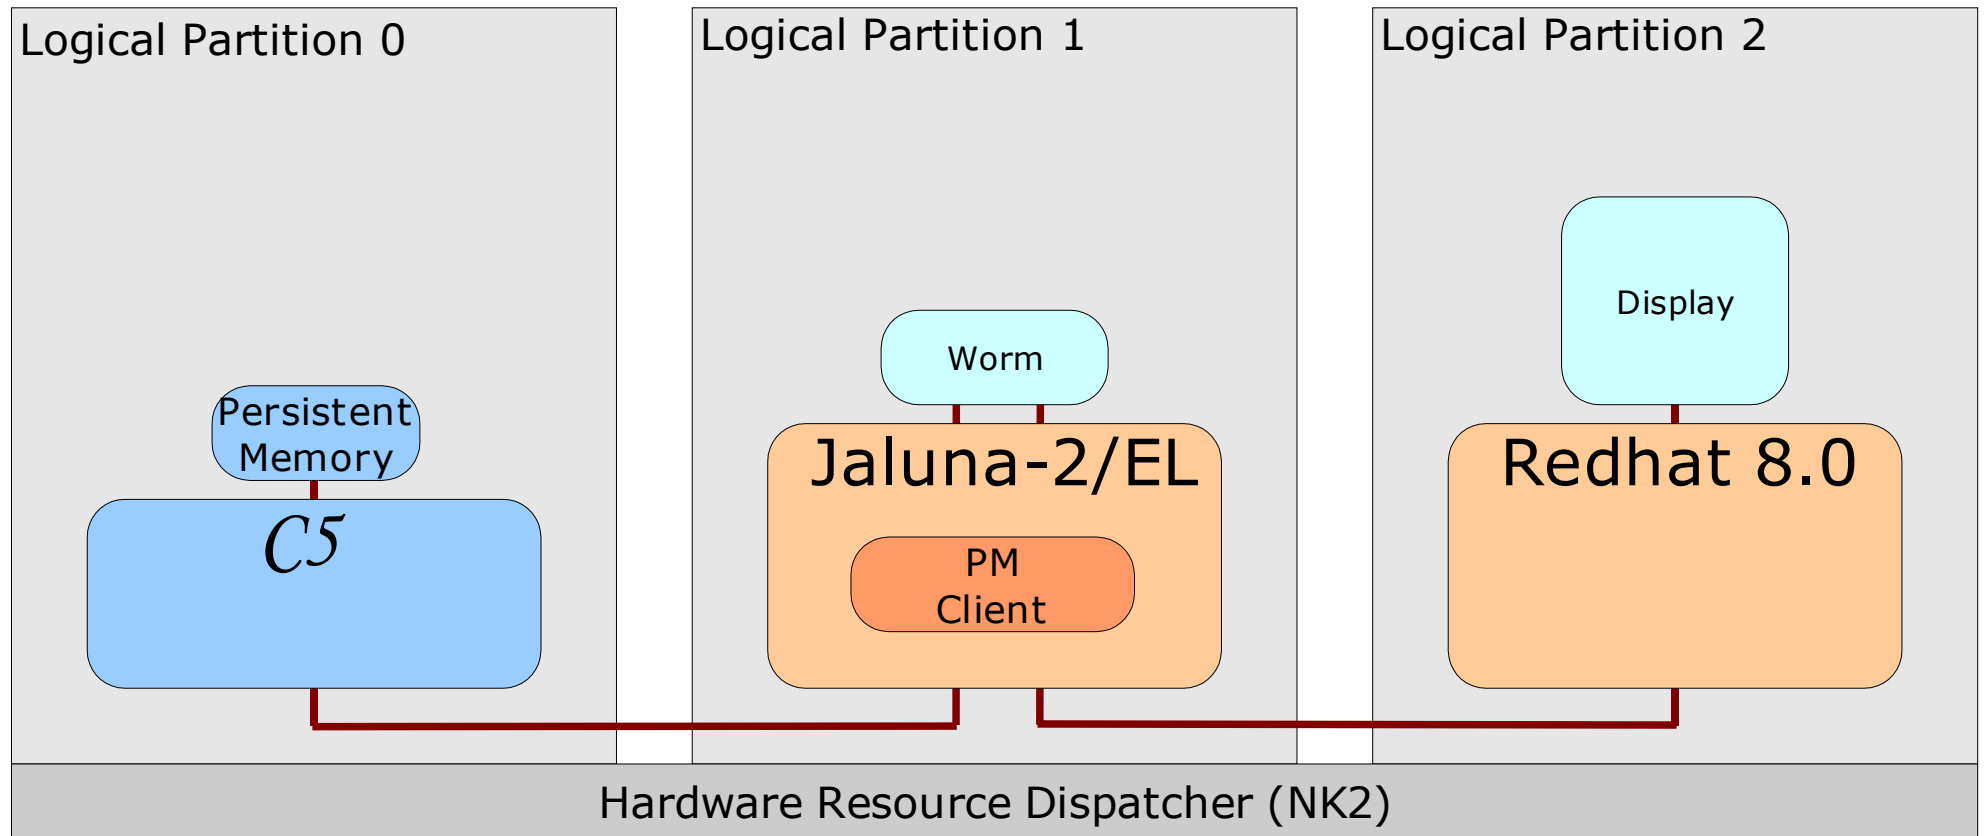 Logical Partition 0
Logical Partition 1
Logical Partition 2
Persistent
Memory
C5
Worm
Jaluna-2/EL
PM
Client
Display
Redhat 8.0
Hardware Resource Dispatcher (NK2)